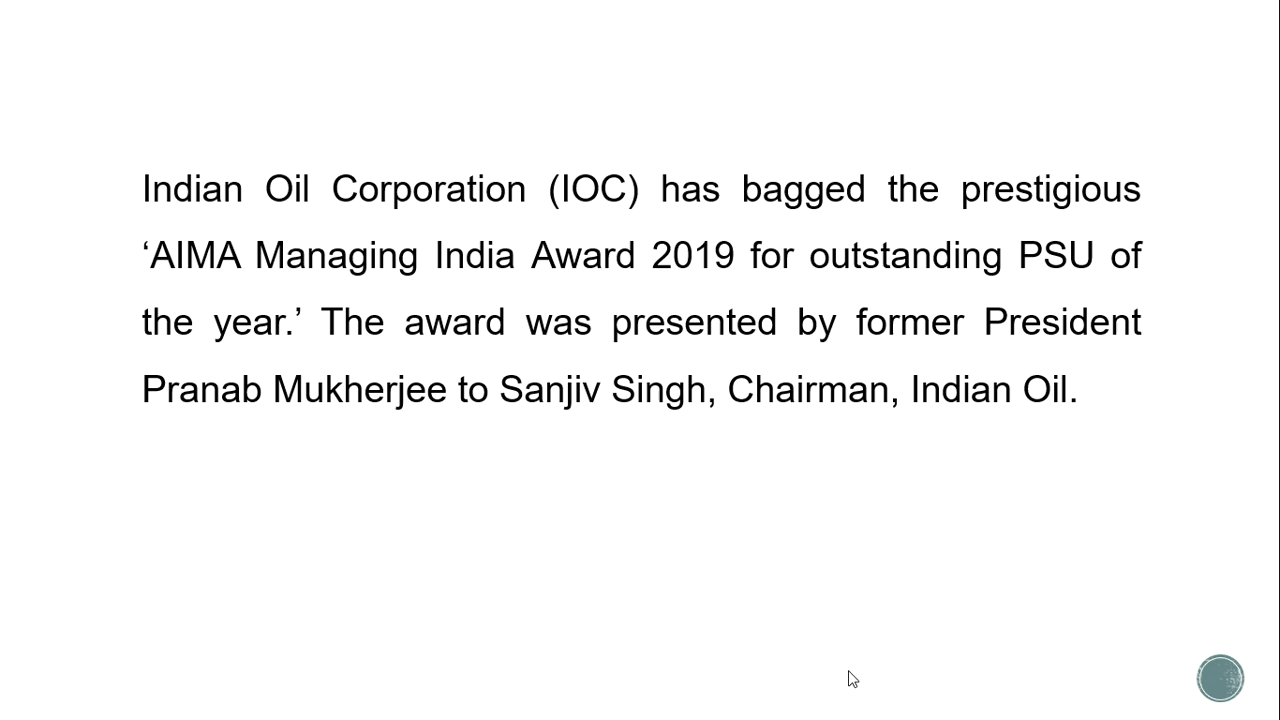 Indian Oil Corporation (IOC) has bagged the prestigious
‘AIMA Managing India Award 2019 for outstanding PSU of
the year.’ The award was presented by former President
Pranab Mukherjee to Sanjiv Singh, Chairman, Indian Oil.